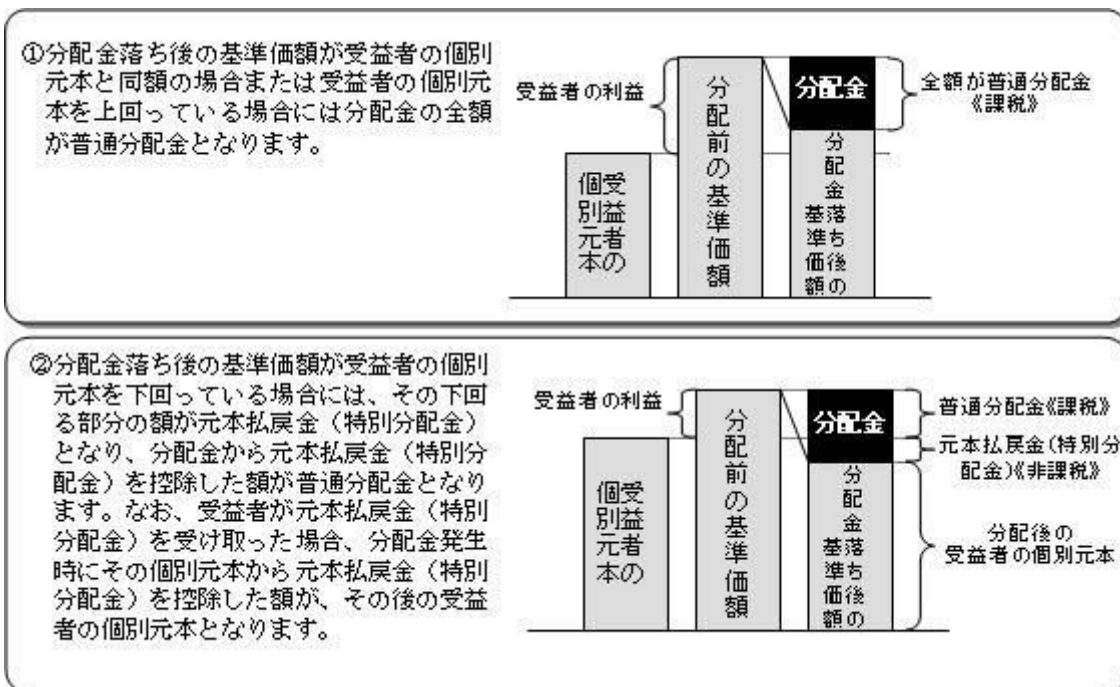 ①分配金落ち後の基準価額が受益者の個別
元本と同額の場合または受益者の個別元
本を上回っている場合には分配金の全額
が普通分配金となります。
受益者の利益
受益者の
個別元本
分配前の基準価額
分配金
分配金落ち後の
基準価額
全額が普通分配金
《課税》
②分配金落ち後の基準価額が受益者の個別
元本を下回っている場合には、その下回
る部分の額が元本払戻金（特別分配金）
となり、分配金から元本払戻金（特別分
配金）を控除した額が普通分配金となり
ます。なお、受益者が元本払戻金（特別
分配金）を受け取った場合、分配金発生
時にその個別元本から元本払戻金（特別
分配金）を控除した額が、その後の受益
者の個別元本となります。
受益者の利益
受益者の
個別元本
分配前の基準価額
分配金
分配金落ち後の
基準価額
普通分配金《課税》
元本払戻金(特別分
配金)《非課税》
分配後の
受益者の個別元本